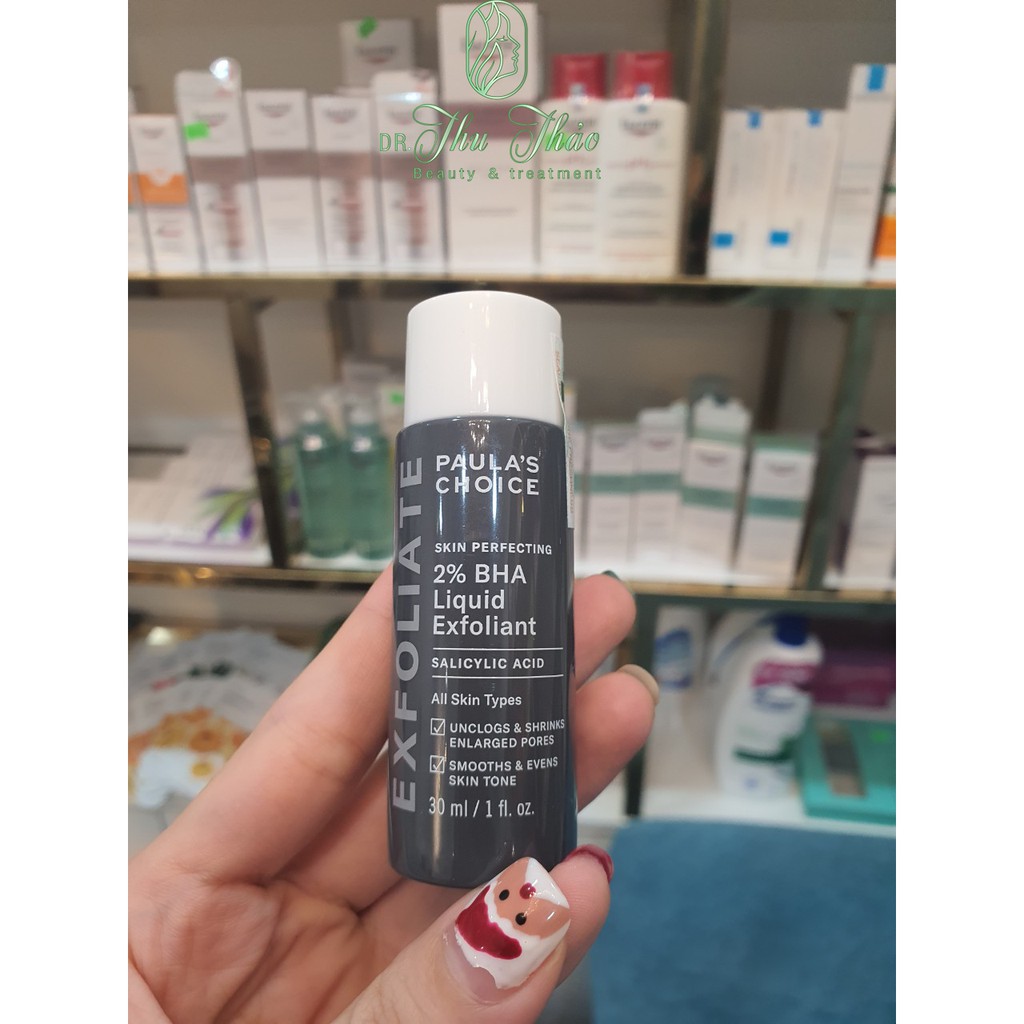 DR. Thu Thảo
Beauty & treatment
EXFOLIATE
PAULA'S
CHOICE
SKIN PERFECTING
2% BHA
Liquid
Exfoliant
SALICYLIC ACID
All Skin Types
UNCLOGS & SHRINKS
ENLARGED PORES
SMOOTHS & EVENS
SKIN TONE
30 ml / 1 fl. oz.